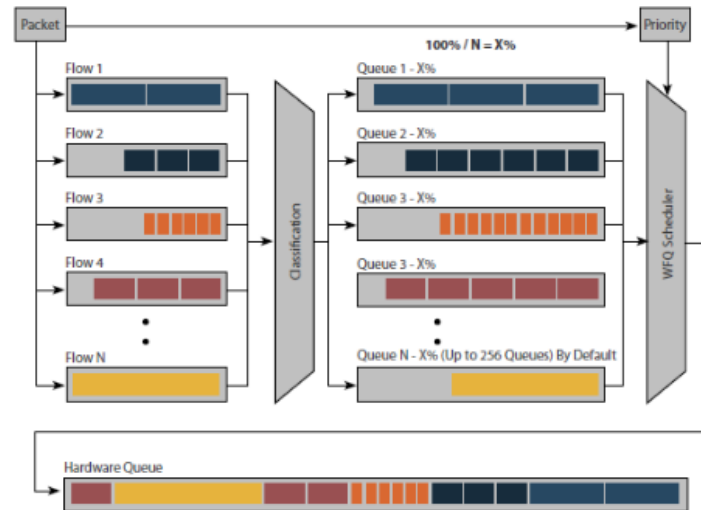 Packet
Priority
100% / N = X%
Flow 1
Queue 1 - X%
Flow 2
Queue 2 - X%
Flow 3
Queue 3 - X%
Flow 4
Queue 3 - X%
Flow N
Queue N - X% (Up to 256 Queues) By Default
Classification
WFQ Scheduler
Hardware Queue